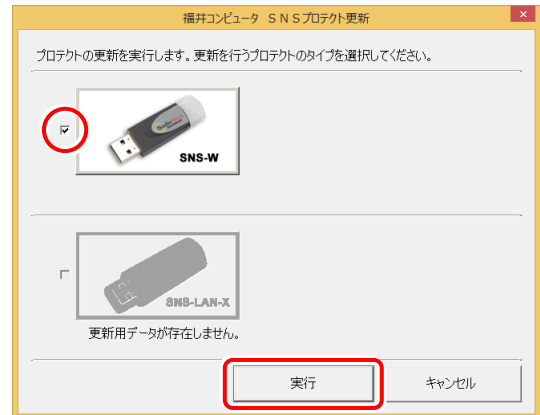 福井コンピュータ SNSプロテクト更新
プロテクトの更新を実行します。更新を行うプロテクトのタイプを選択してください。
SNS-W
SNS-LAN-X
更新用データが存在しません。
実行
キャンセル